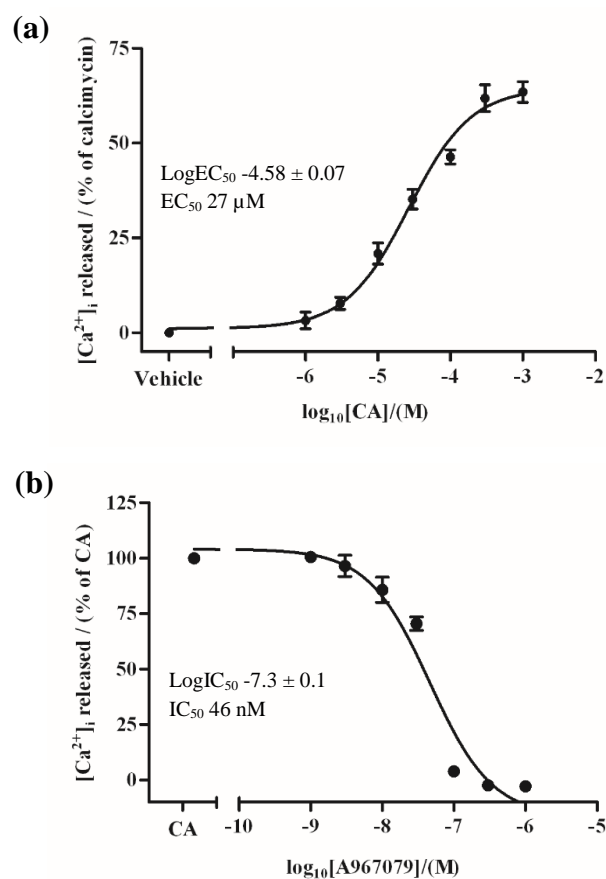 (a)
[Ca²⁺]ᵢ released / (% of calcimycin)
75
50
25
0
LogEC₅₀ -4.58 ± 0.07
EC₅₀ 27 µM
Vehicle
-6
-5
-4
-3
-2
log₁₀[CA]/(M)
(b)
[Ca²⁺]ᵢ released / (% of CA)
125
100
75
50
25
0
LogIC₅₀ -7.3 ± 0.1
IC₅₀ 46 nM
CA
-10
-9
-8
-7
-6
-5
log₁₀[A967079]/(M)